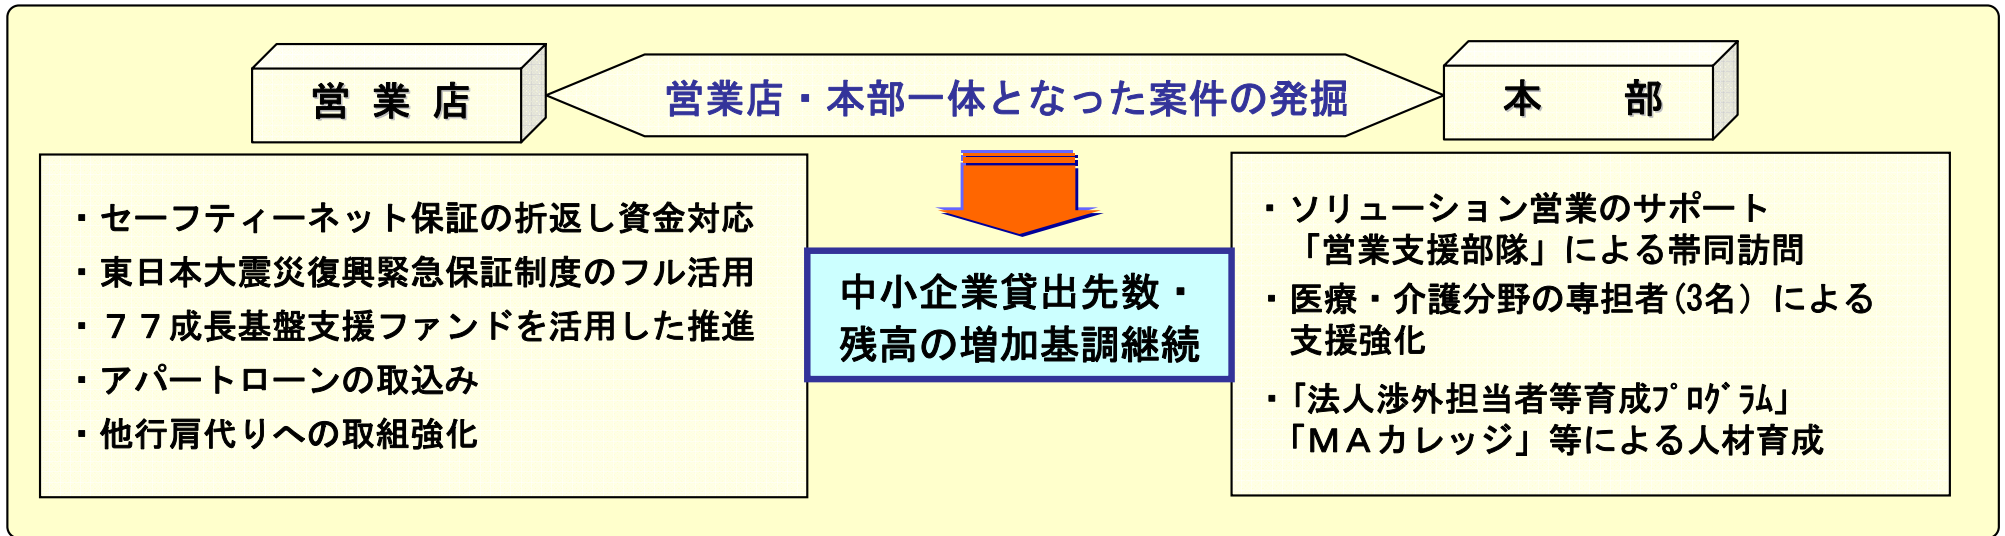 営業店
営業店・本部一体となった案件の発掘
本部
・セーフティーネット保証の折返し資金対応
・東日本大震災復興緊急保証制度のフル活用
・７７成長基盤支援ファンドを活用した推進
・アパートローンの取込み
・他行肩代りへの取組強化
中小企業貸出先数・
残高の増加基調継続
・ソリューション営業のサポート
「営業支援部隊」による帯同訪問
・医療・介護分野の専担者(3名）による
支援強化
・「法人渉外担当者等育成ﾌﾟﾛｸﾞﾗﾑ」
「ＭＡカレッジ」等による人材育成